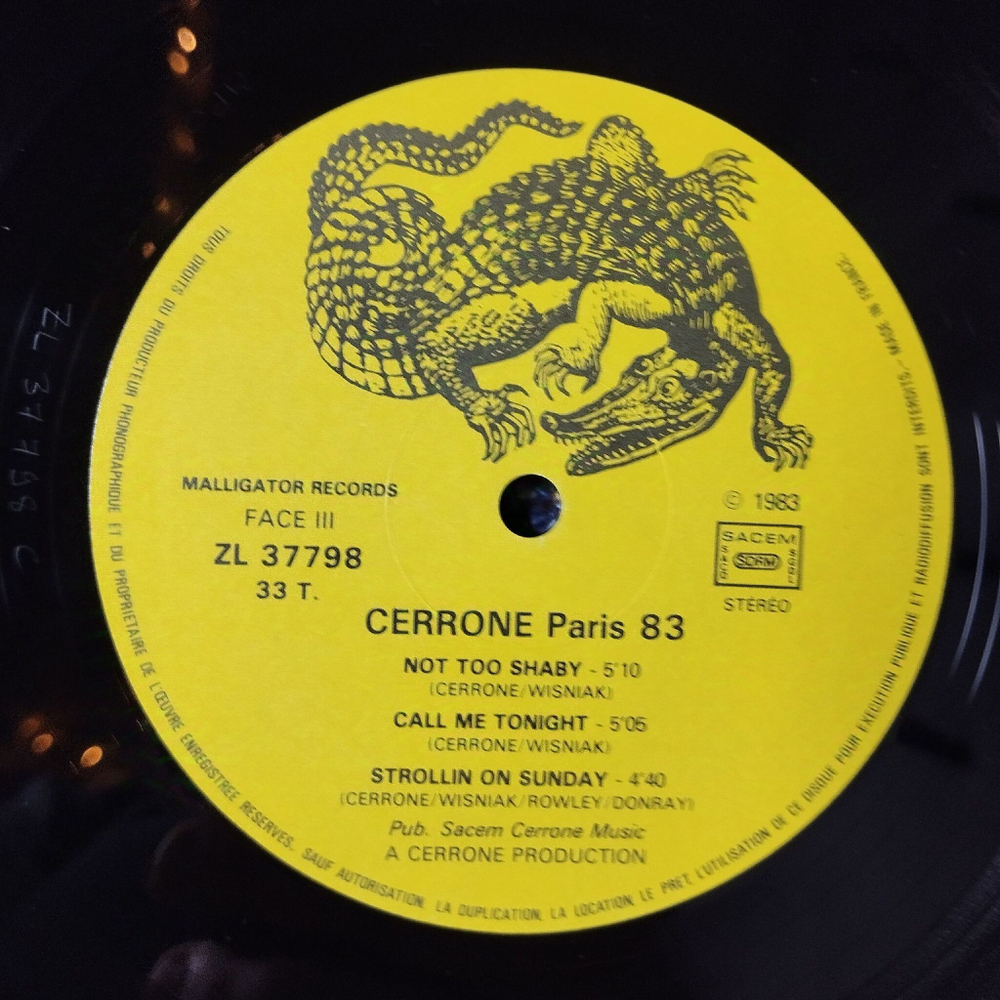 MALLIGATOR RECORDS
FACE III
ZL 37798
33 T.
© 1983
SACEM
SACD SDRM SGDL
STÉRÉO
CERRONE Paris 83
NOT TOO SHABY - 5'10
(CERRONE/WISNIAK)
CALL ME TONIGHT - 5'05
(CERRONE/WISNIAK)
STROLLIN ON SUNDAY - 4'40
(CERRONE/WISNIAK/ROWLEY/DONRAY)
Pub. Sacem Cerrone Music
A CERRONE PRODUCTION
TOUS DROITS DU PRODUCTEUR PHONOGRAPHIQUE ET DU PROPRIETAIRE DE L'ŒUVRE ENREGISTREE RESERVES. SAUF AUTORISATION, LA DUPLICATION, LA LOCATION, LE PRET, L'UTILISATION DE CE DISQUE POUR EXECUTION PUBLIQUE ET RADIODIFFUSION SONT INTERDITS. - MADE IN FRANCE.
ZL 37798 C